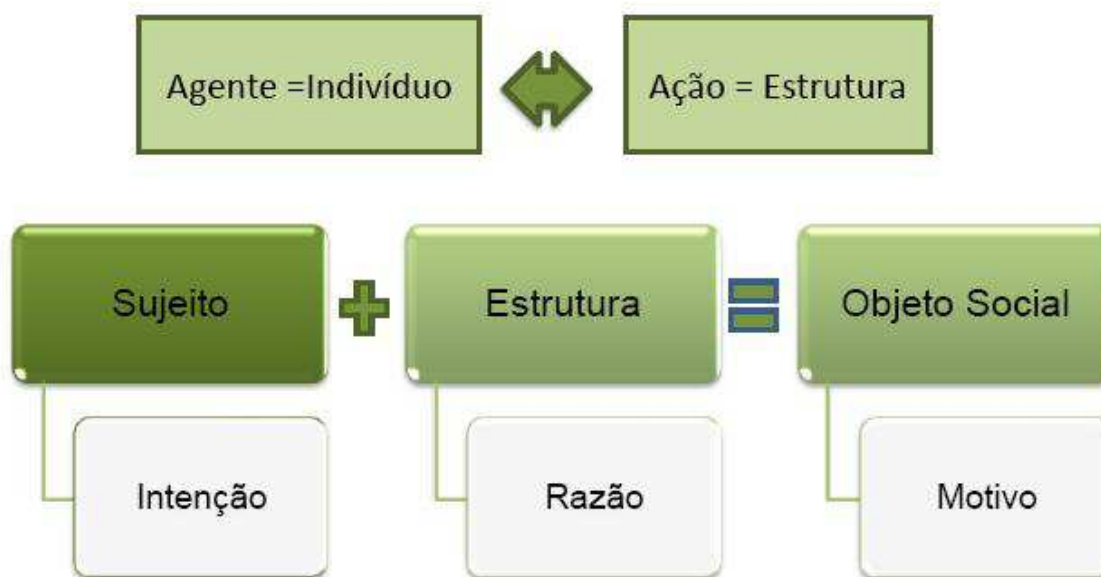 Agente =Indivíduo
Ação = Estrutura
Sujeito
Estrutura
Objeto Social
Intenção
Razão
Motivo